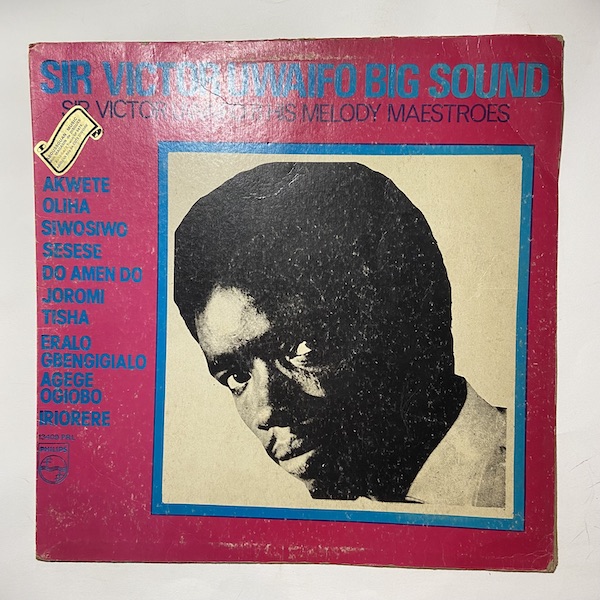 SIR VICTOR UWAIFO BIG SOUND
SIR VICTOR HIS MELODY MAESTROES
AKWETE
OLIHA
SIWOSIWO
SESESE
DO AMEN DO
JOROMI
TISHA
ERALO
GBENGIGIALO
AGEGE
OGIOBO
IRIORERE
PHILIPS